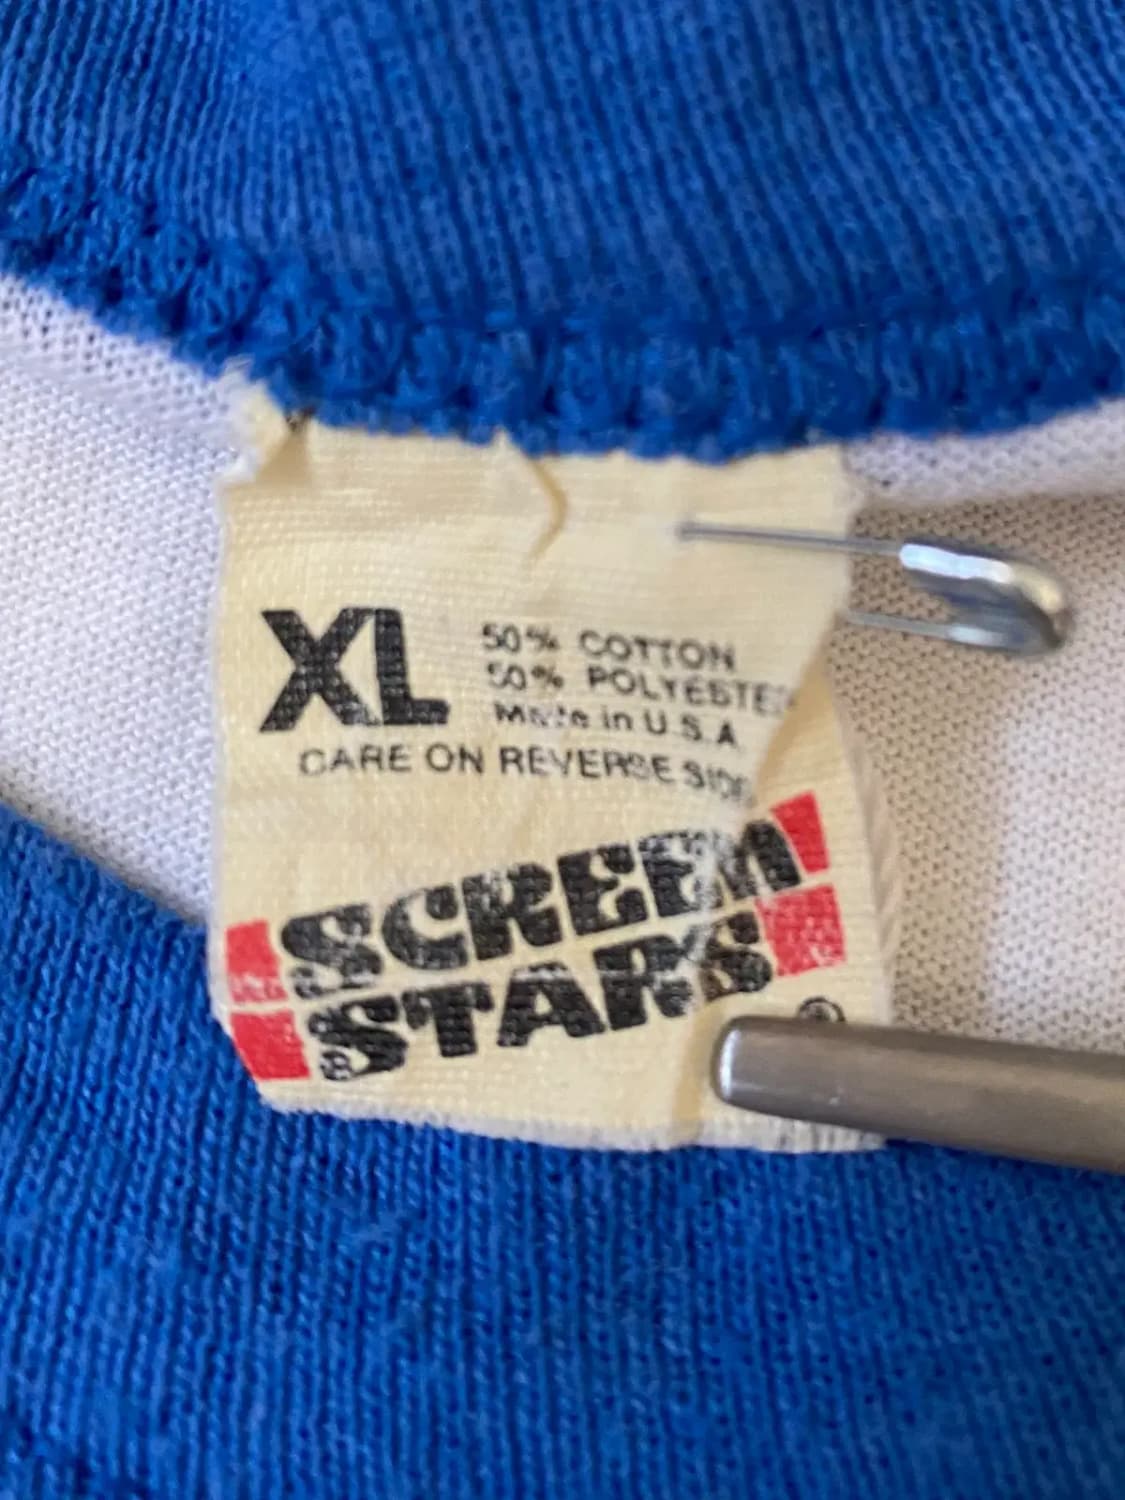 XL
50% COTTON
50% POLYESTER
Made in U.S.A.
CARE ON REVERSE SIDE
SCREEN
STARS
®